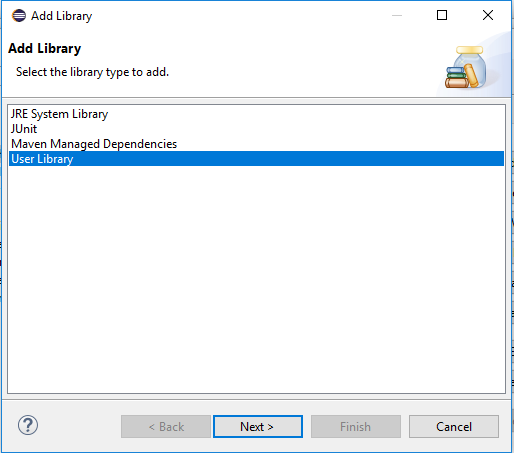 Add Library
Add Library
Select the library type to add.
JRE System Library
JUnit
Maven Managed Dependencies
User Library
?
< Back
Next >
Finish
Cancel